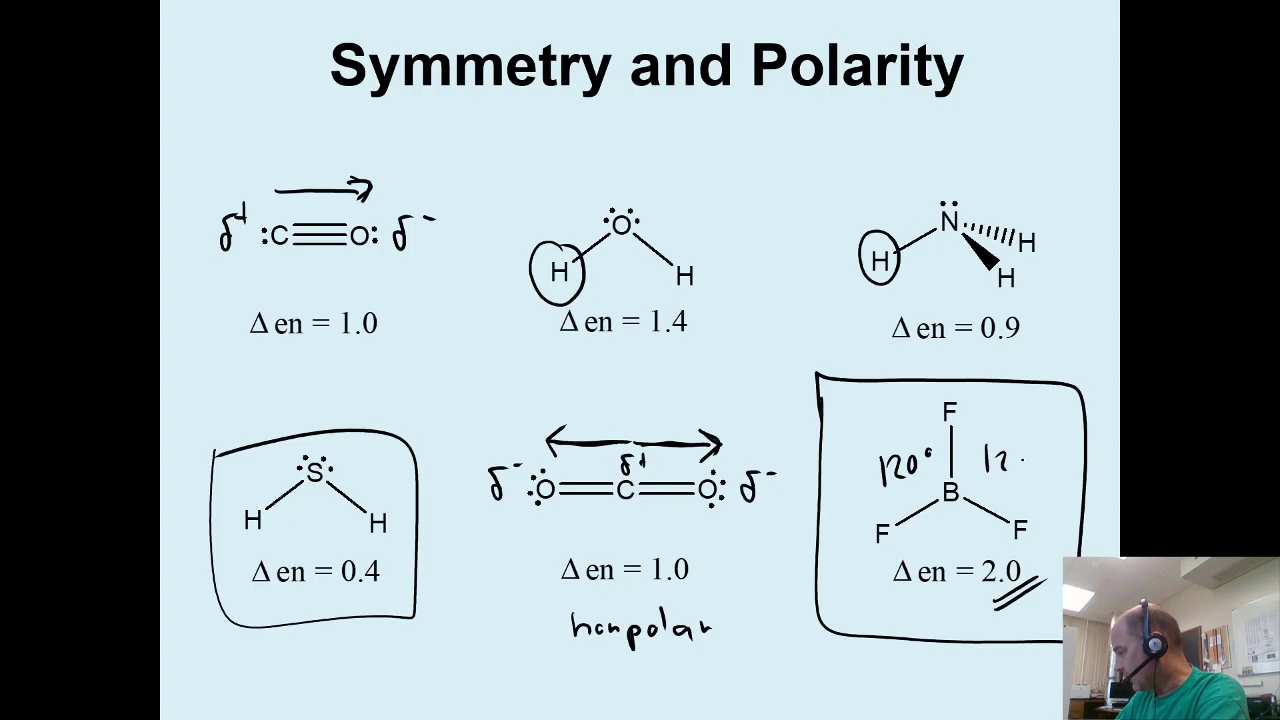 Symmetry and Polarity
δ+ :C≡O: δ-
H O H
H N H H
Δ en = 1.0
Δ en = 1.4
Δ en = 0.9
H S H
δ- O=C=O δ-
δ+
F
120° 12
B
F F
Δ en = 0.4
Δ en = 1.0
Δ en = 2.0
nonpolar